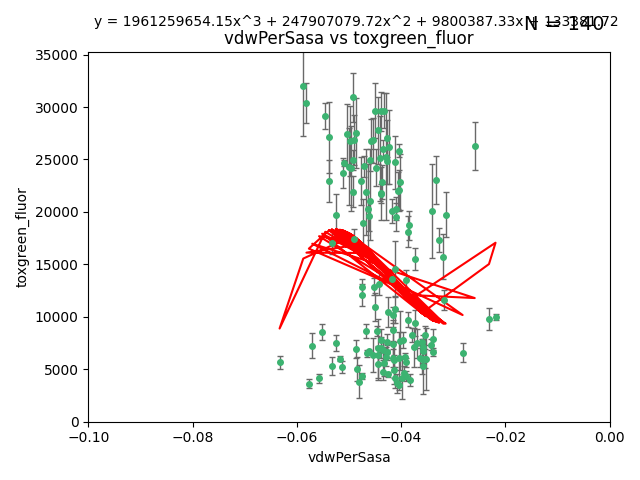 y = 1961259654.15x^3 + 247907079.72x^2 + 9800387.33x + 133381.72
N = 140
vdwPerSasa vs toxgreen_fluor
35000
30000
25000
20000
15000
10000
5000
0
toxgreen_fluor
−0.10 −0.08 −0.06 −0.04 −0.02 0.00
vdwPerSasa